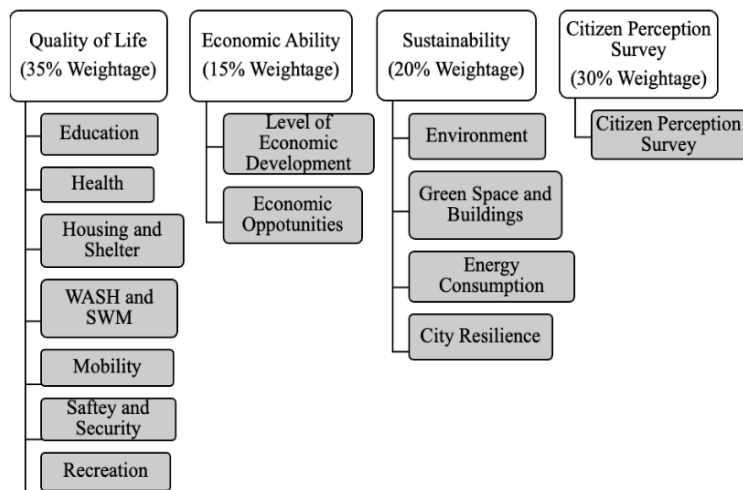 Quality of Life
(35% Weightage)
Education
Health
Housing and
Shelter
WASH and
SWM
Mobility
Saftey and
Security
Recreation
Economic Ability
(15% Weightage)
Level of
Economic
Development
Economic
Oppotunities
Sustainability
(20% Weightage)
Environment
Green Space and
Buildings
Energy
Consumption
City Resilience
Citizen Perception
Survey
(30% Weightage)
Citizen Perception
Survey